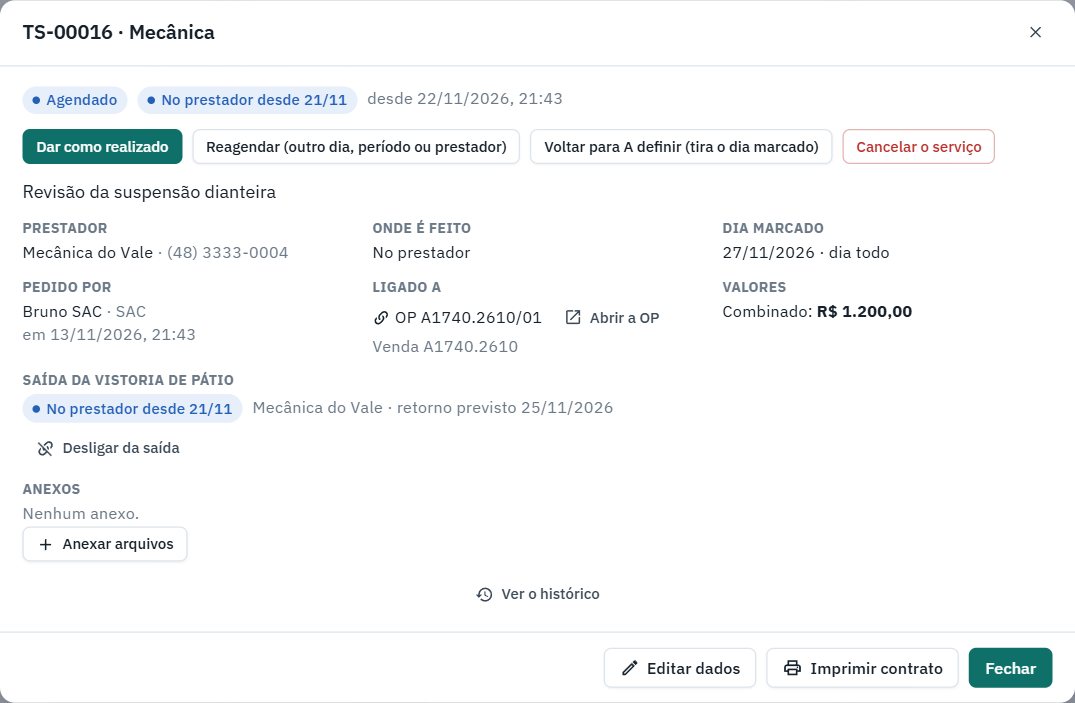 TS-00016 · Mecânica
Agendado
No prestador desde 21/11
desde 22/11/2026, 21:43
Dar como realizado
Reagendar (outro dia, período ou prestador)
Voltar para A definir (tira o dia marcado)
Cancelar o serviço
Revisão da suspensão dianteira
PRESTADOR
Mecânica do Vale · (48) 3333-0004
ONDE É FEITO
No prestador
DIA MARCADO
27/11/2026 · dia todo
PEDIDO POR
Bruno SAC · SAC
em 13/11/2026, 21:43
LIGADO A
OP A1740.2610/01
Abrir a OP
Venda A1740.2610
VALORES
Combinado: R$ 1.200,00
SAÍDA DA VISTORIA DE PÁTIO
No prestador desde 21/11
Mecânica do Vale · retorno previsto 25/11/2026
Desligar da saída
ANEXOS
Nenhum anexo.
Anexar arquivos
Ver o histórico
Editar dados
Imprimir contrato
Fechar